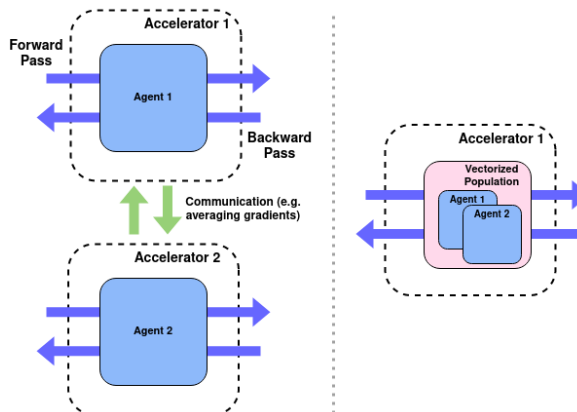 Accelerator 1
Forward
Pass
Agent 1
Backward
Pass
Communication (e.g.
averaging gradients)
Accelerator 2
Agent 2
Accelerator 1
Vectorized
Population
Agent 1
Agent 2